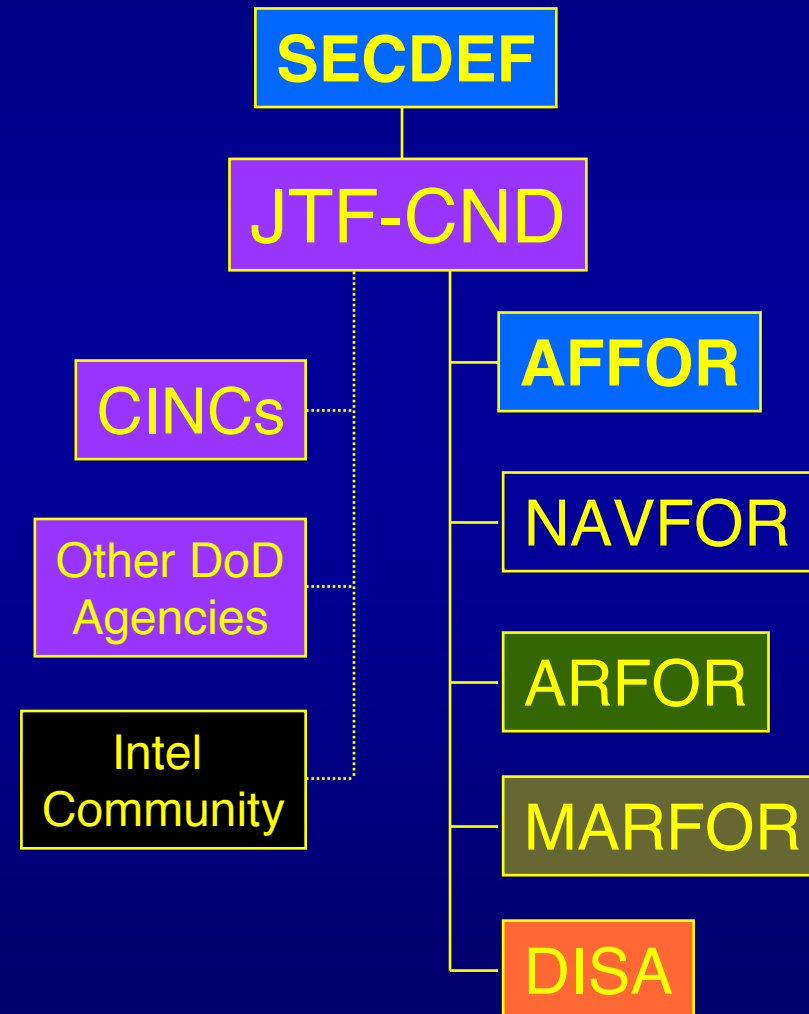 SECDEF
JTF-CND
CINCs
Other DoD
Agencies
Intel
Community
AFFOR
NAVFOR
ARFOR
MARFOR
DISA